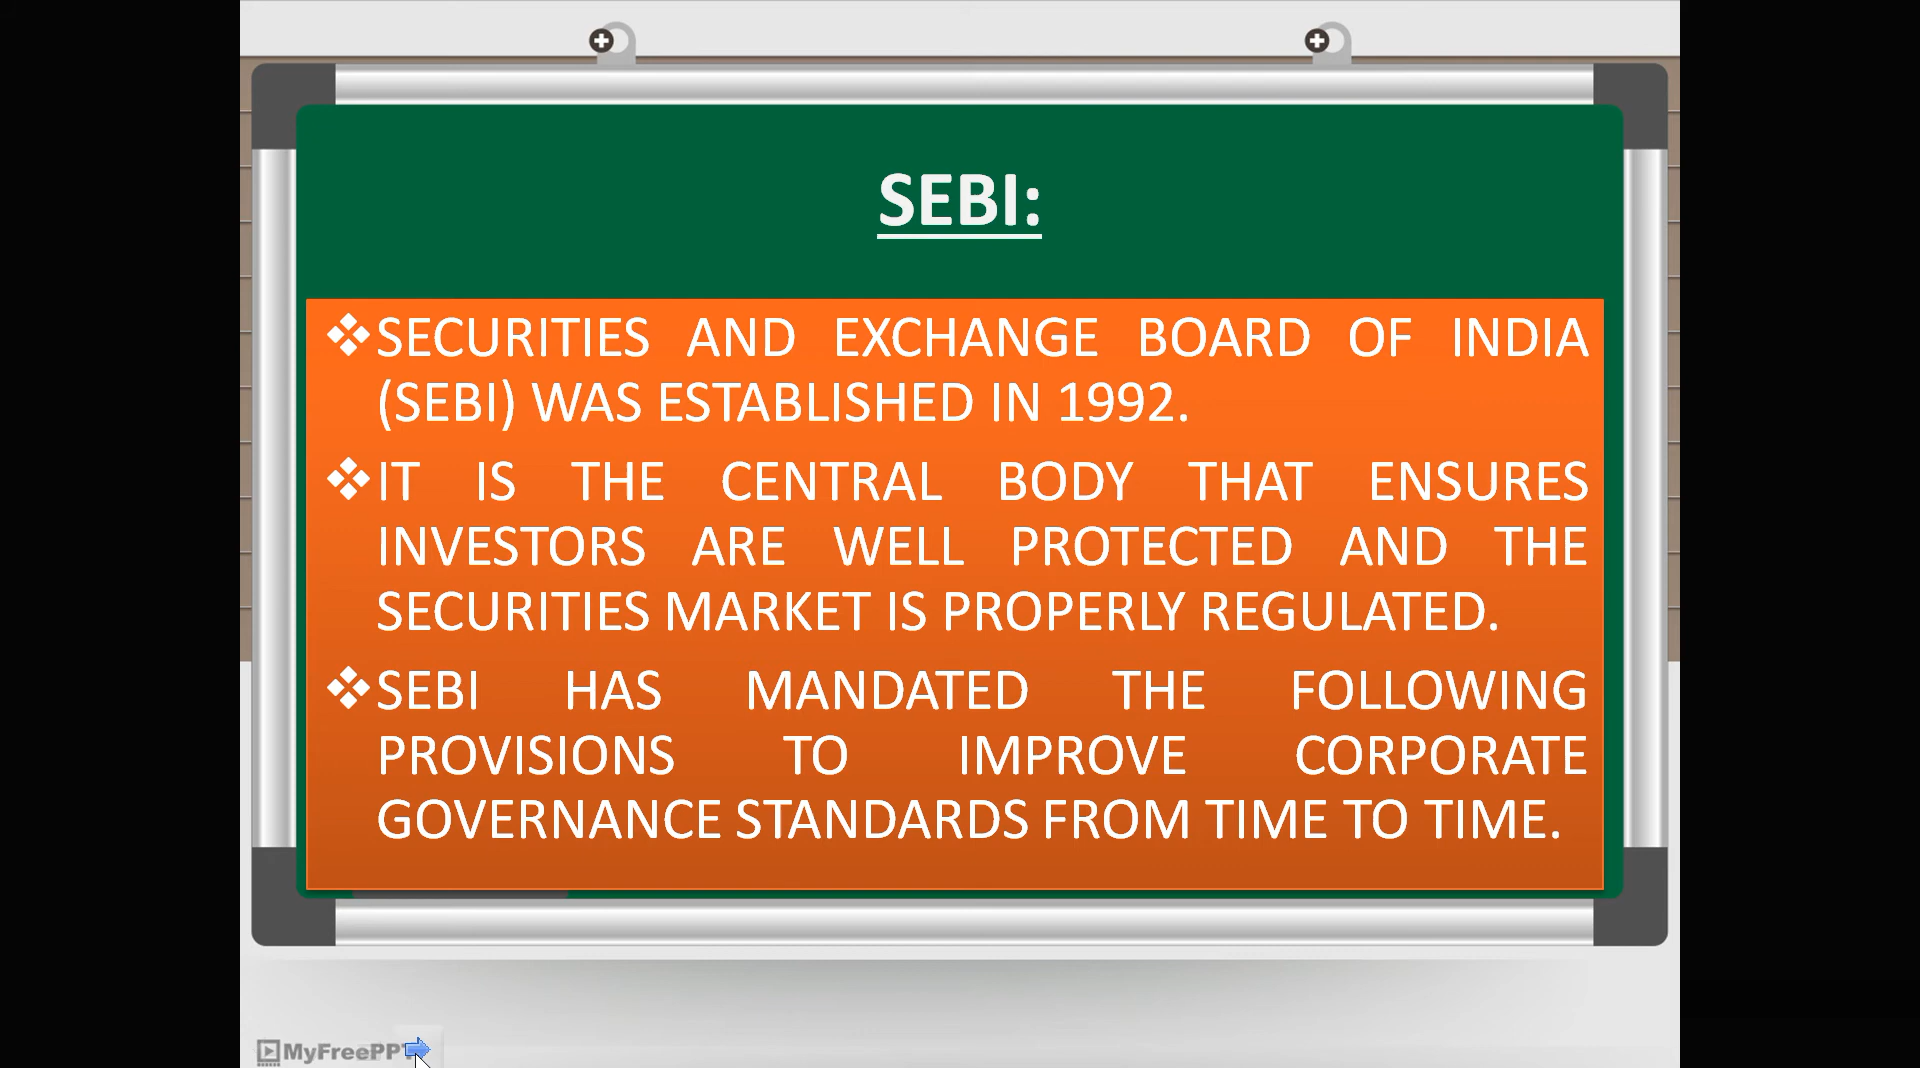 SEBI:
❖SECURITIES AND EXCHANGE BOARD OF INDIA
(SEBI) WAS ESTABLISHED IN 1992.
❖IT IS THE CENTRAL BODY THAT ENSURES
INVESTORS ARE WELL PROTECTED AND THE
SECURITIES MARKET IS PROPERLY REGULATED.
❖SEBI HAS MANDATED THE FOLLOWING
PROVISIONS TO IMPROVE CORPORATE
GOVERNANCE STANDARDS FROM TIME TO TIME.
MyFreePPT